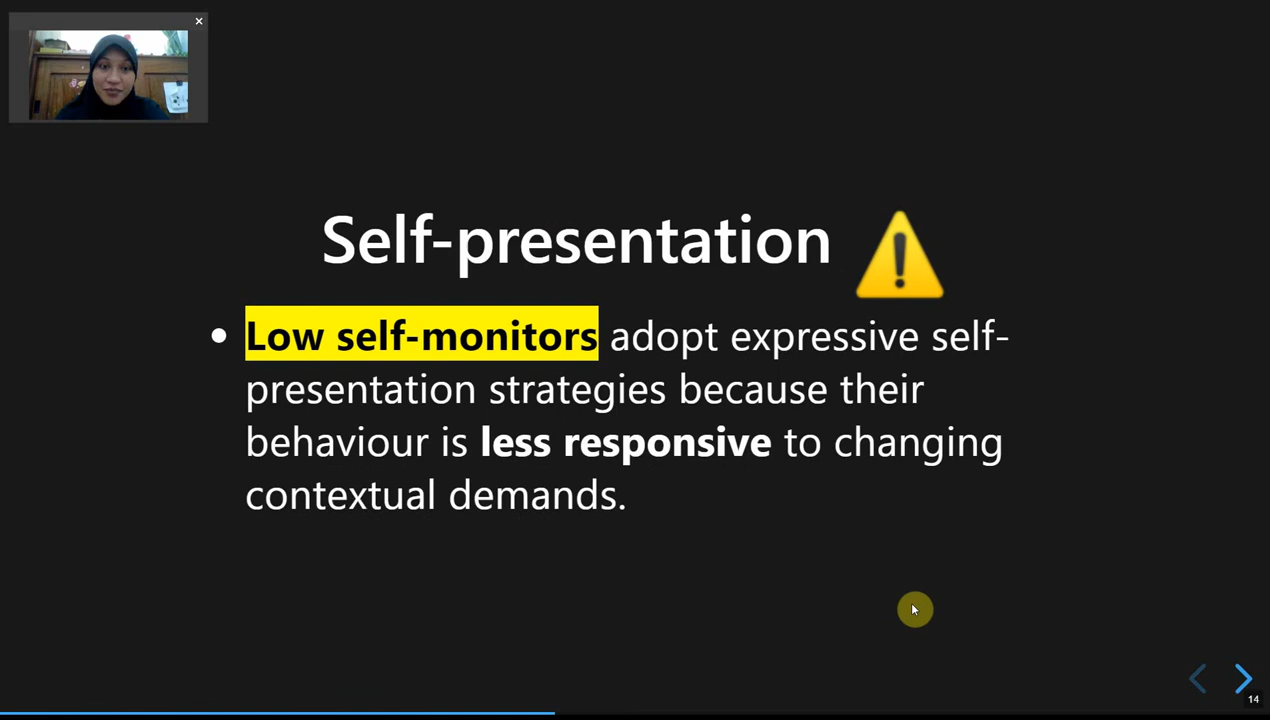 Self-presentation
• Low self-monitors adopt expressive self-
presentation strategies because their
behaviour is less responsive to changing
contextual demands.
14